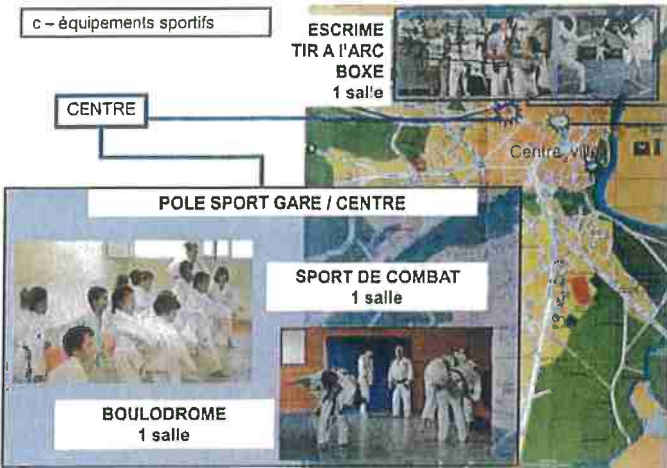 c – équipements sportifs
ESCRIME
TIR A l'ARC
BOXE
1 salle
CENTRE
Centre Ville
POLE SPORT GARE / CENTRE
SPORT DE COMBAT
1 salle
BOULODROME
1 salle